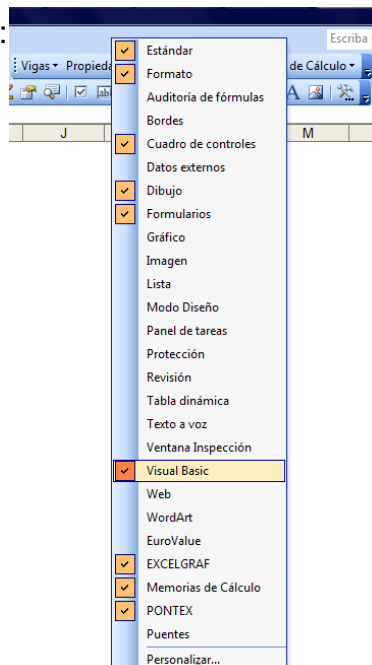 :
Escriba
Vigas Propieda
de Cálculo
ab
A
J
M
Estándar
Formato
Auditoría de fórmulas
Bordes
Cuadro de controles
Datos externos
Dibujo
Formularios
Gráfico
Imagen
Lista
Modo Diseño
Panel de tareas
Protección
Revisión
Tabla dinámica
Texto a voz
Ventana Inspección
Visual Basic
Web
WordArt
EuroValue
EXCELGRAF
Memorias de Cálculo
PONTEX
Puentes
Personalizar...